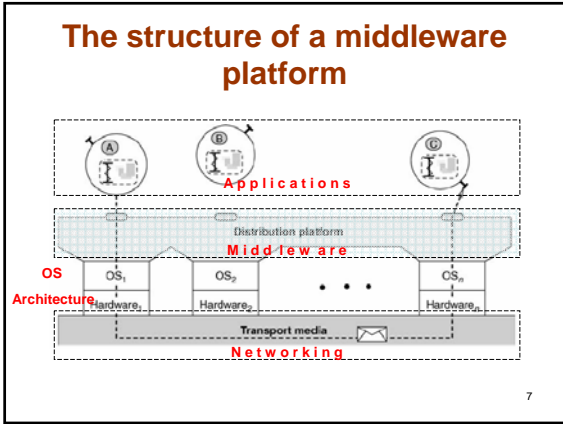 The structure of a middleware
platform
A B C
Applications
Distribution platform
Middleware
OS
OS₁ OS₂ • • • OSₙ
Architecture
Hardware₁ Hardware₂ Hardwareₙ
Transport media
Networking
7